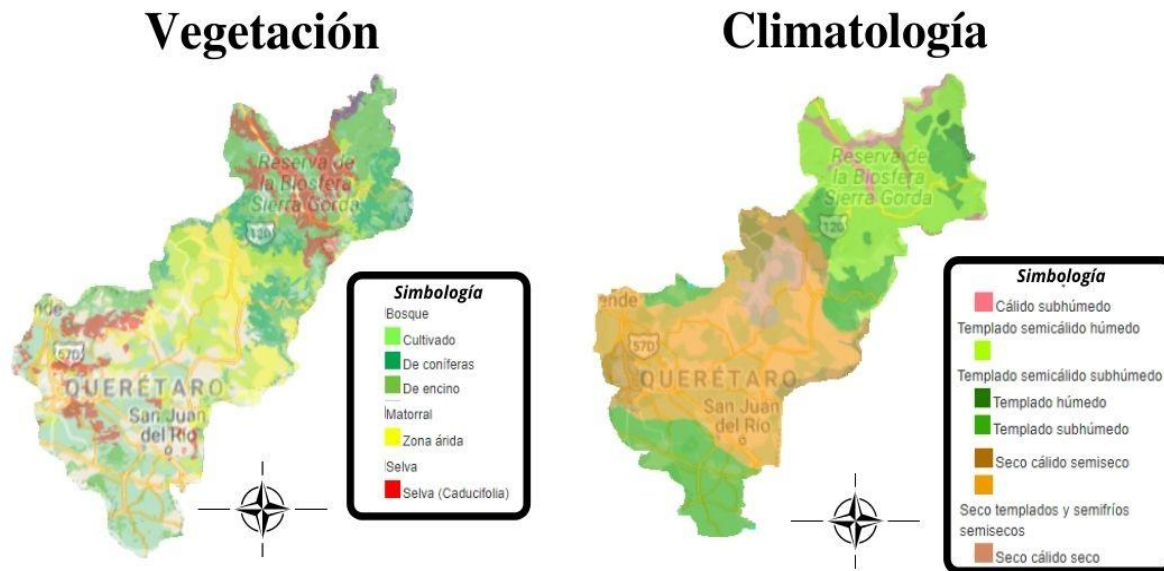 Vegetación
Reserva de
la Biosfera
Sierra Gorda
120
nde
570
QUERÉTARO
San Juan
del Río
Simbología
Bosque
Cultivado
De coníferas
De encino
Matorral
Zona árida
Selva
Selva (Caducifolia)
Climatología
Reserva de
la Biosfera
Sierra Gorda
120
nde
570
QUERÉTARO
San Juan
del Río
Simbología
Cálido subhúmedo
Templado semicálido húmedo
Templado semicálido subhúmedo
Templado húmedo
Templado subhúmedo
Seco cálido semiseco
Seco templados y semifríos
semisecos
Seco cálido seco